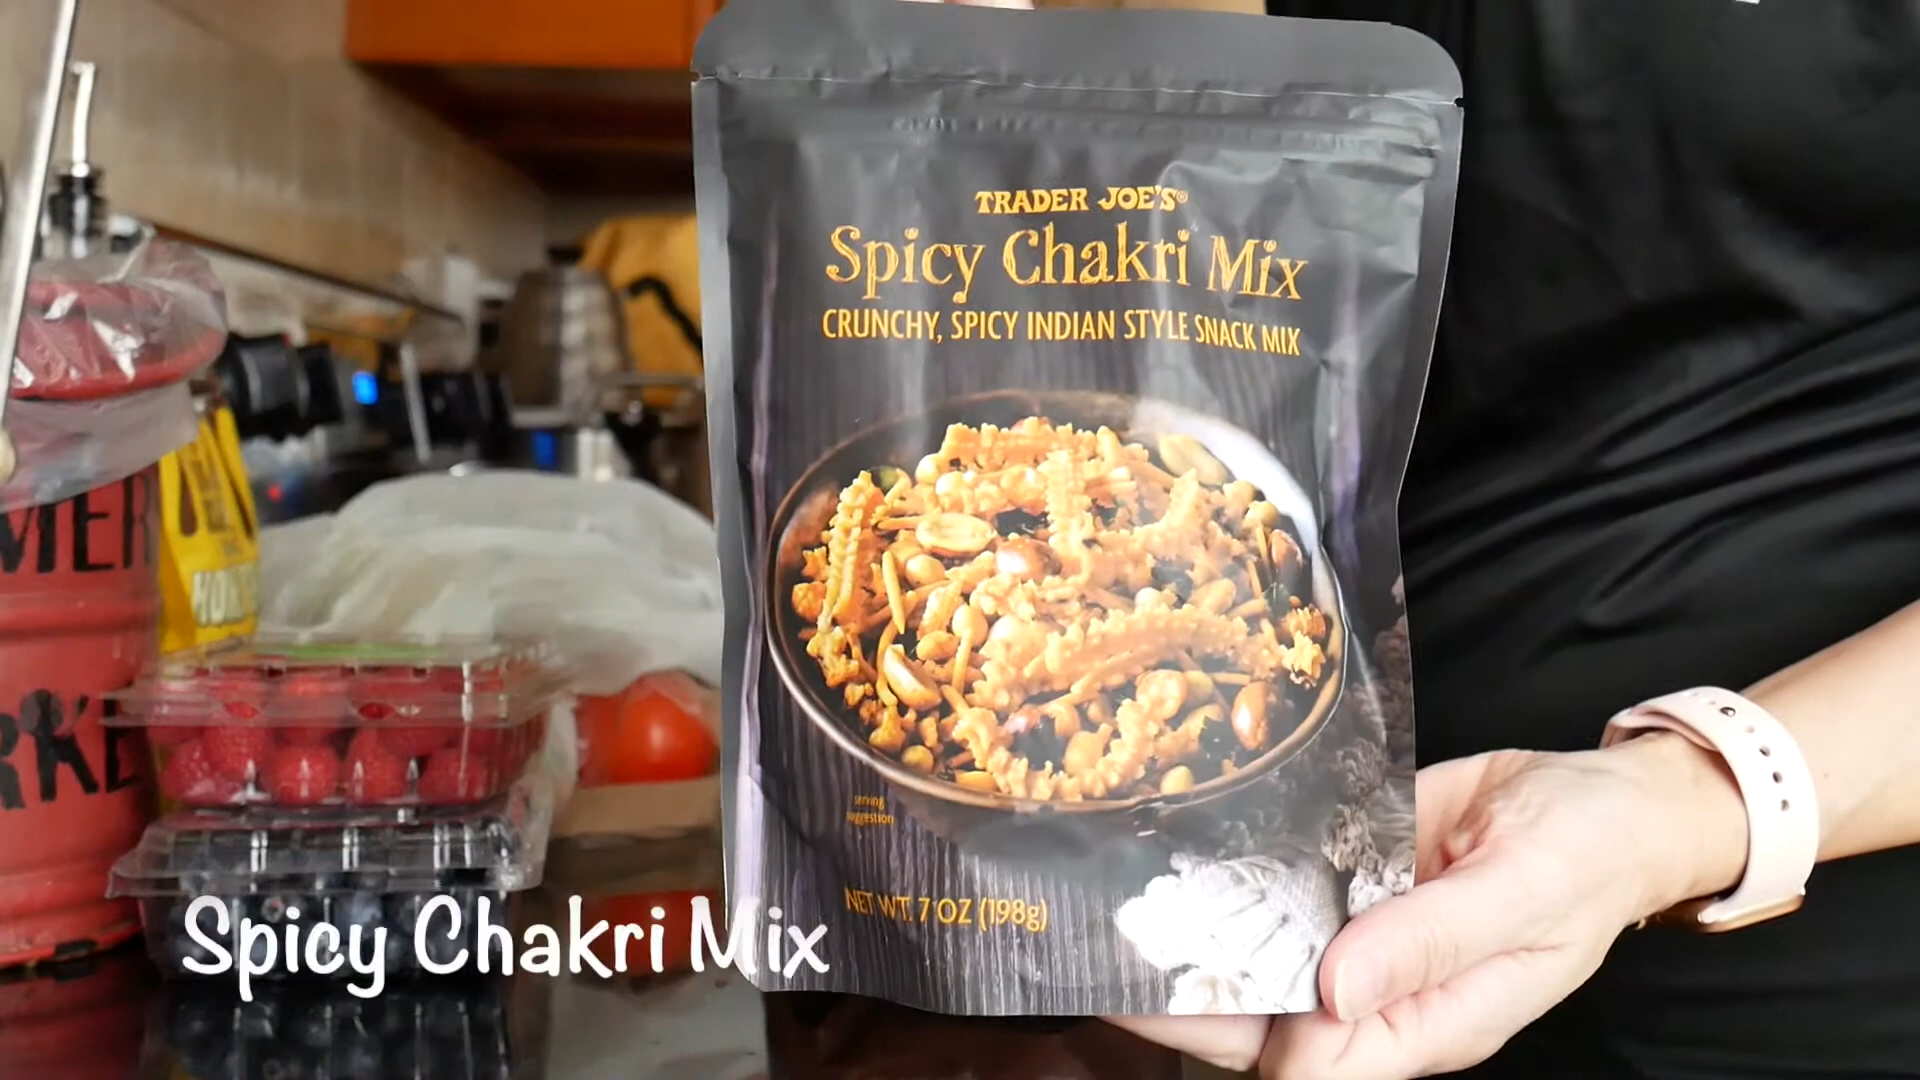 TRADER JOE'S®
Spicy Chakri Mix
CRUNCHY, SPICY INDIAN STYLE SNACK MIX
serving
suggestion
NET WT. 7 OZ (198g)
Spicy Chakri Mix